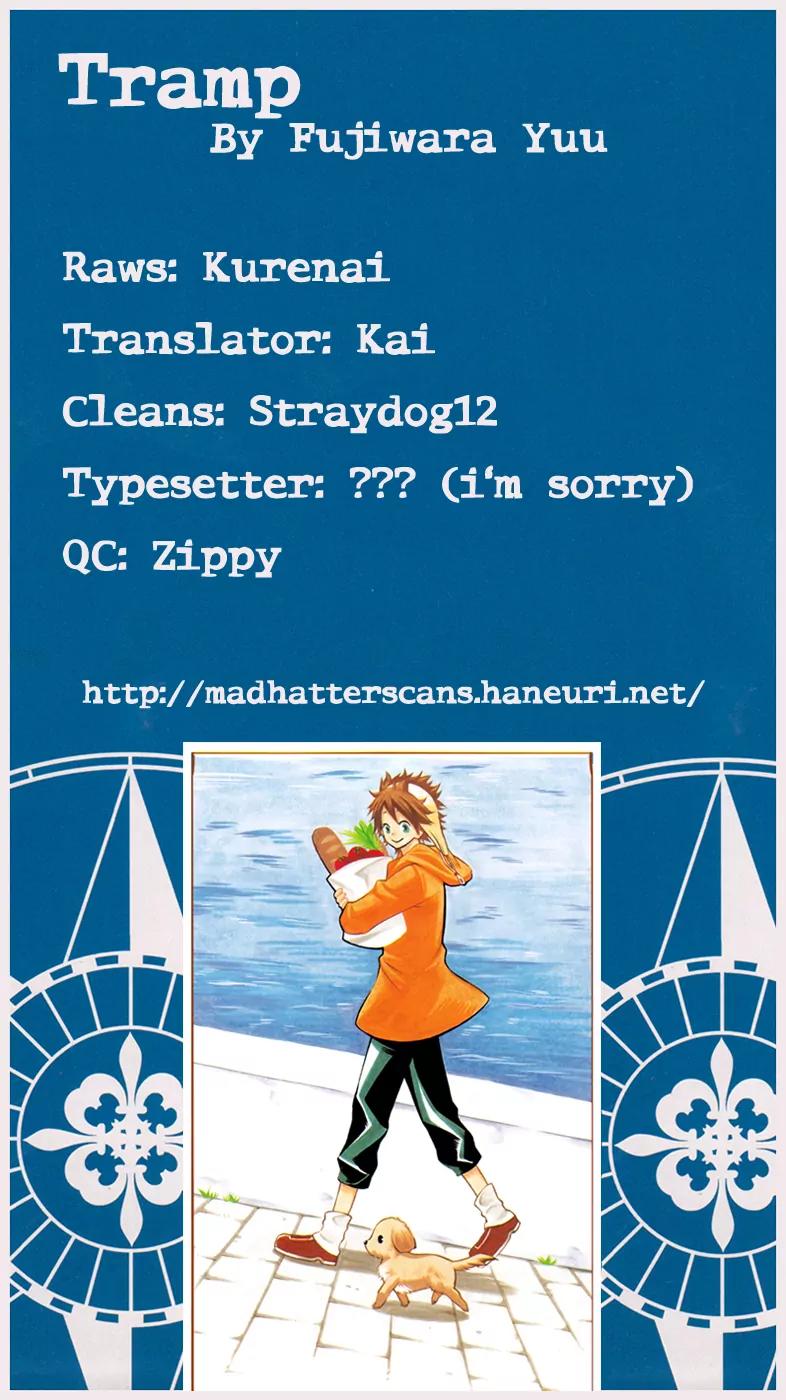 Tramp
By Fujiwara Yuu
Raws: Kurenai
Translator: Kai
Cleans: Straydog12
Typesetter: ??? (i'm sorry)
QC: Zippy
http://madhatterscans.haneuri.net/